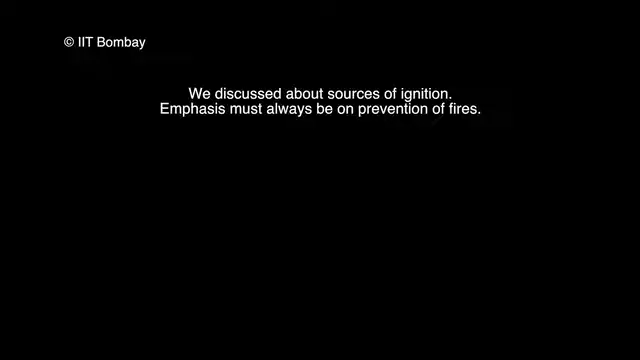 © IIT Bombay
We discussed about sources of ignition.
Emphasis must always be on prevention of fires.